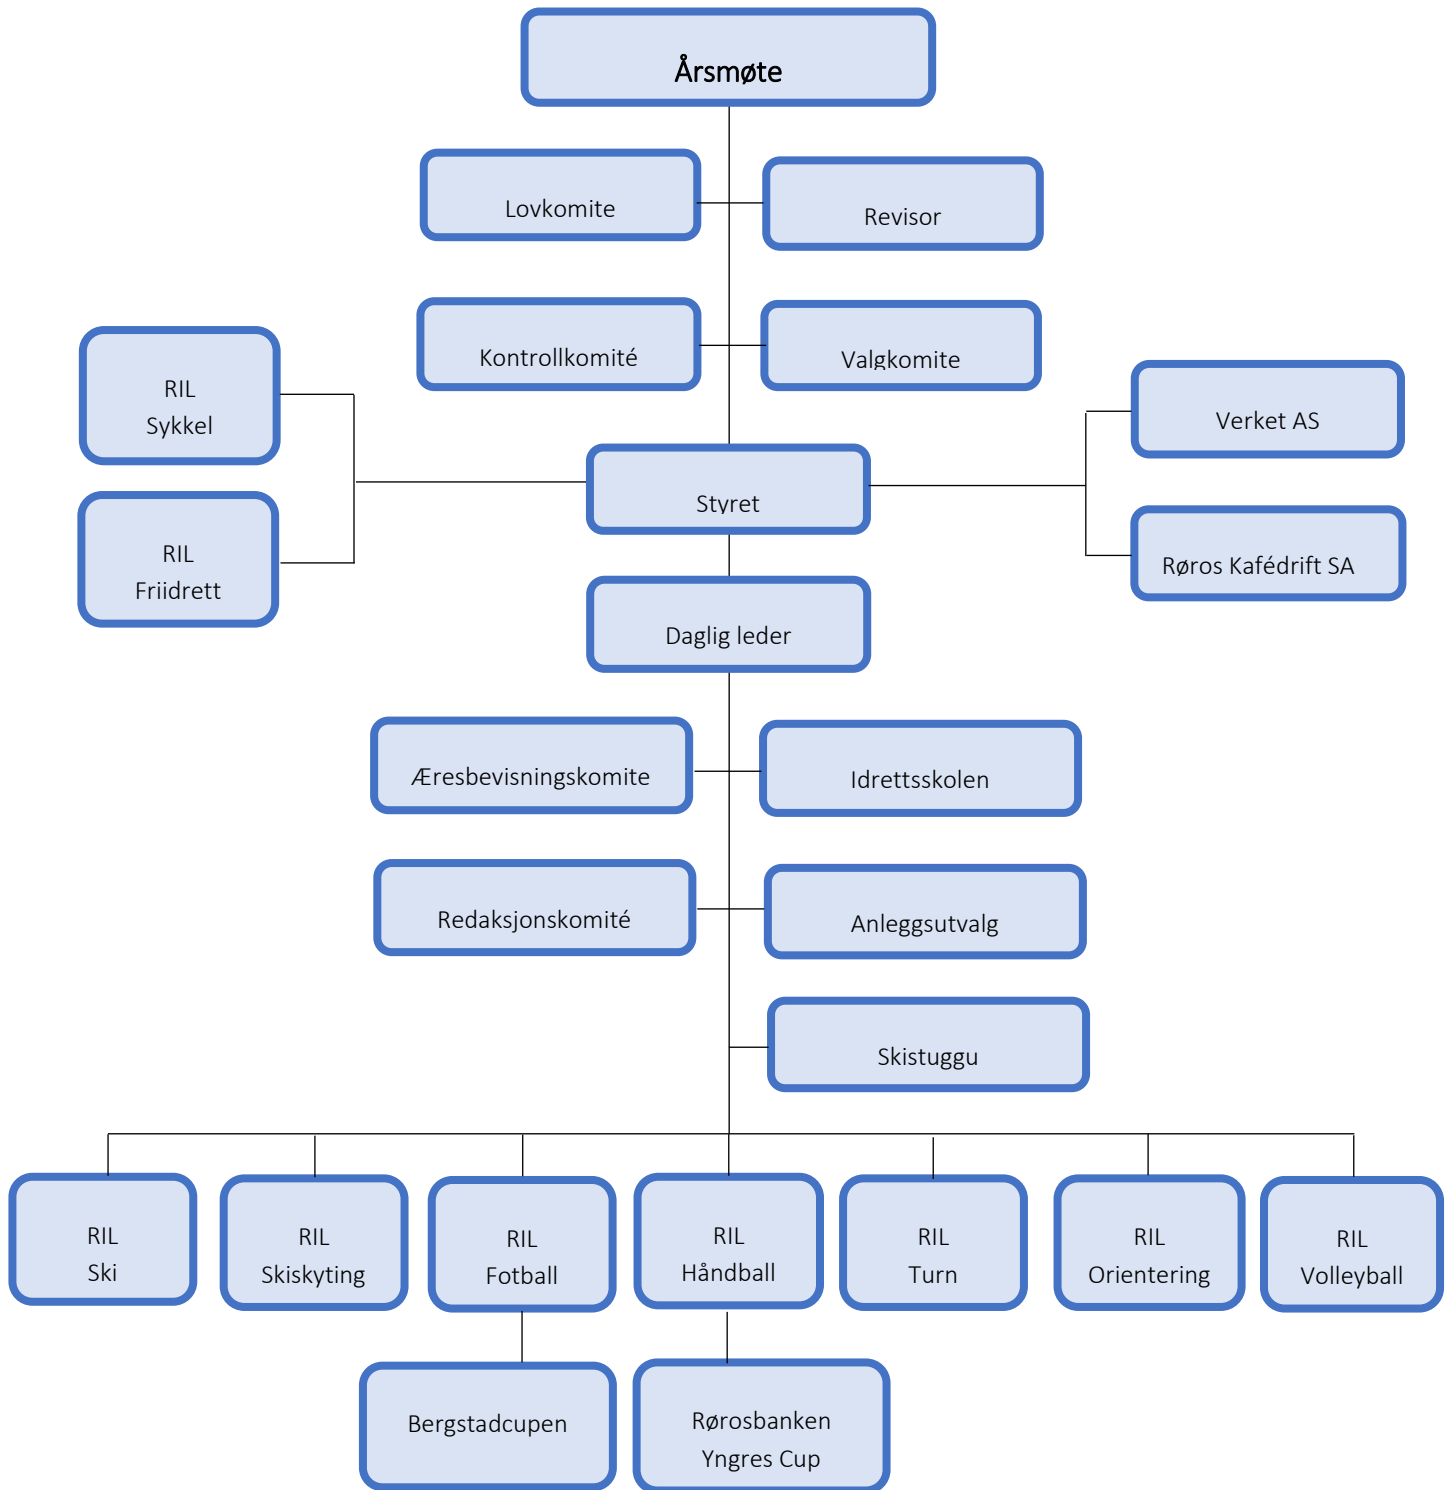 Årsmøte
Lovkomite
Revisor
Kontrollkomité
Valgkomite
RIL
Sykkel
Verket AS
Styret
RIL
Friidrett
Røros Kafédrift SA
Daglig leder
Æresbevisningskomite
Idrettsskolen
Redaksjonskomité
Anleggsutvalg
Skistuggu
RIL
Ski
RIL
Skiskyting
RIL
Fotball
RIL
Håndball
RIL
Turn
RIL
Orientering
RIL
Volleyball
Bergstadcupen
Rørosbanken
Yngres Cup